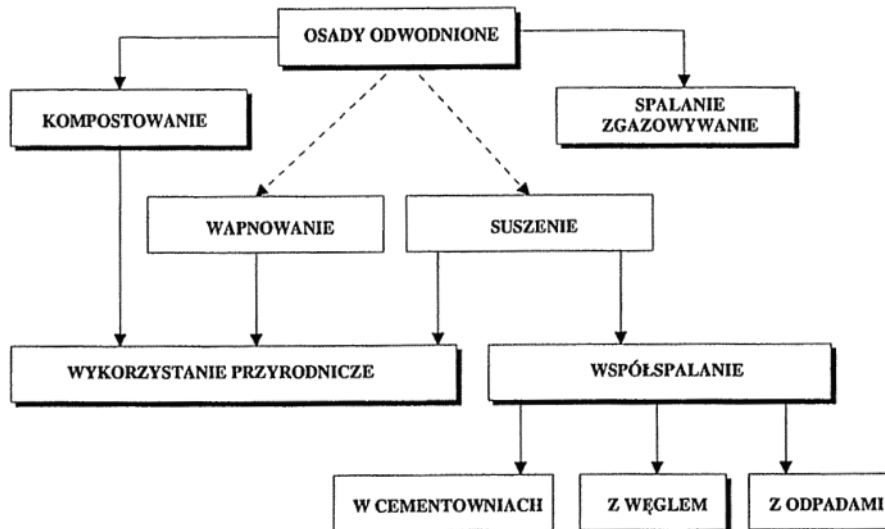 OSADY ODWODNIONE
KOMPOSTOWANIE
SPALANIE
ZGAZOWYWANIE
WAPNOWANIE
SUSZENIE
WYKORZYSTANIE PRZYRODNICZE
WSPÓŁSPALANIE
W CEMENTOWNIACH
Z WĘGLEM
Z ODPADAMI